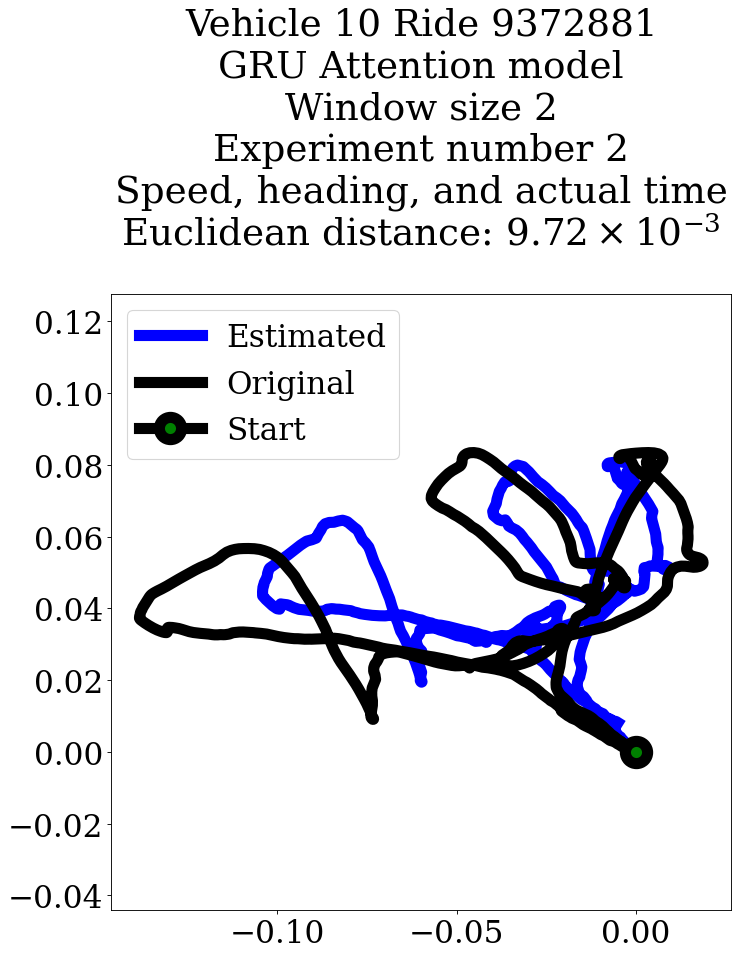 Vehicle 10 Ride 9372881
GRU Attention model
Window size 2
Experiment number 2
Speed, heading, and actual time
Euclidean distance: 9.72 × 10⁻³
Estimated
Original
Start
0.12
0.10
0.08
0.06
0.04
0.02
0.00
−0.02
−0.04
−0.10 −0.05 0.00